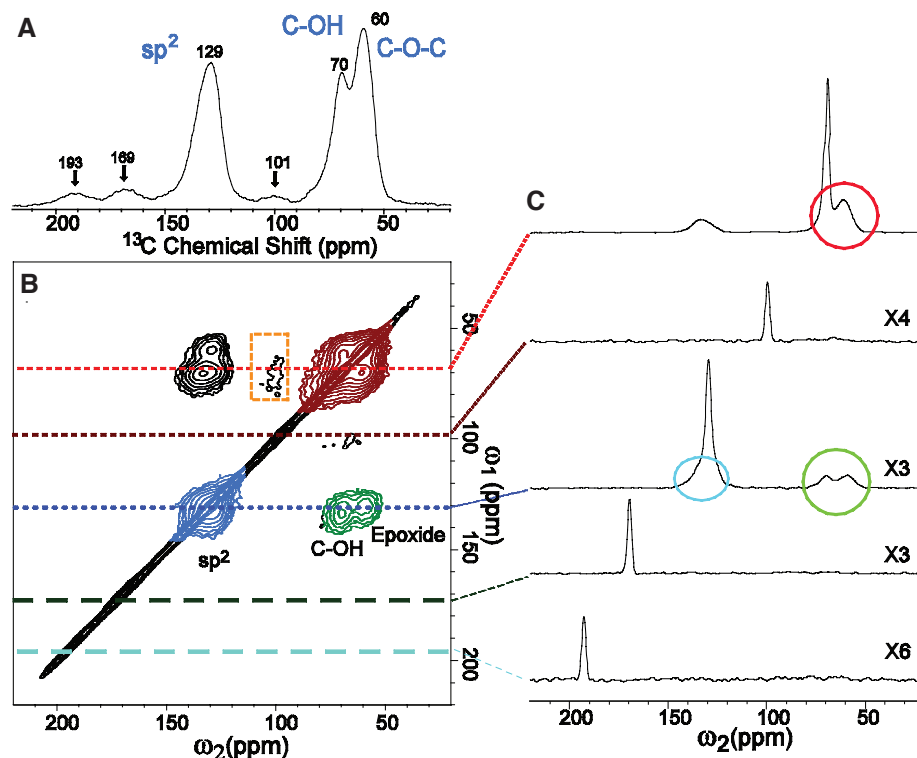 A
sp²
C-OH
C-O-C
129
70
60
193
169
101
200 150 100 50
¹³C Chemical Shift (ppm)
B
50
100
150
200
ω₁ (ppm)
sp²
C-OH
Epoxide
200 150 100 50
ω₂(ppm)
C
X4
X3
X3
X6
200 100 50
ω₂(ppm)